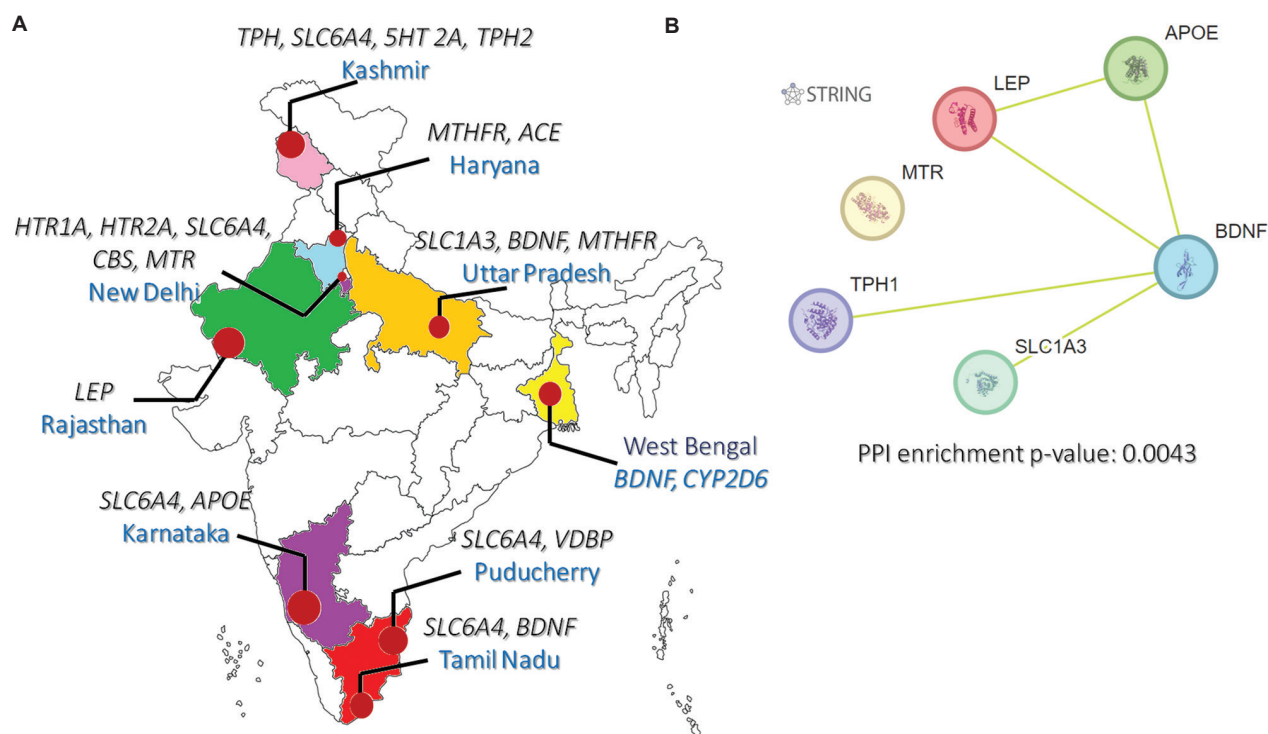 A
TPH, SLC6A4, 5HT 2A, TPH2
Kashmir
MTHFR, ACE
Haryana
HTR1A, HTR2A, SLC6A4,
CBS, MTR
New Delhi
SLC1A3, BDNF, MTHFR
Uttar Pradesh
LEP
Rajasthan
West Bengal
BDNF, CYP2D6
SLC6A4, APOE
Karnataka
SLC6A4, VDBP
Puducherry
SLC6A4, BDNF
Tamil Nadu
B
STRING
APOE
LEP
MTR
BDNF
TPH1
SLC1A3
PPI enrichment p-value: 0.0043